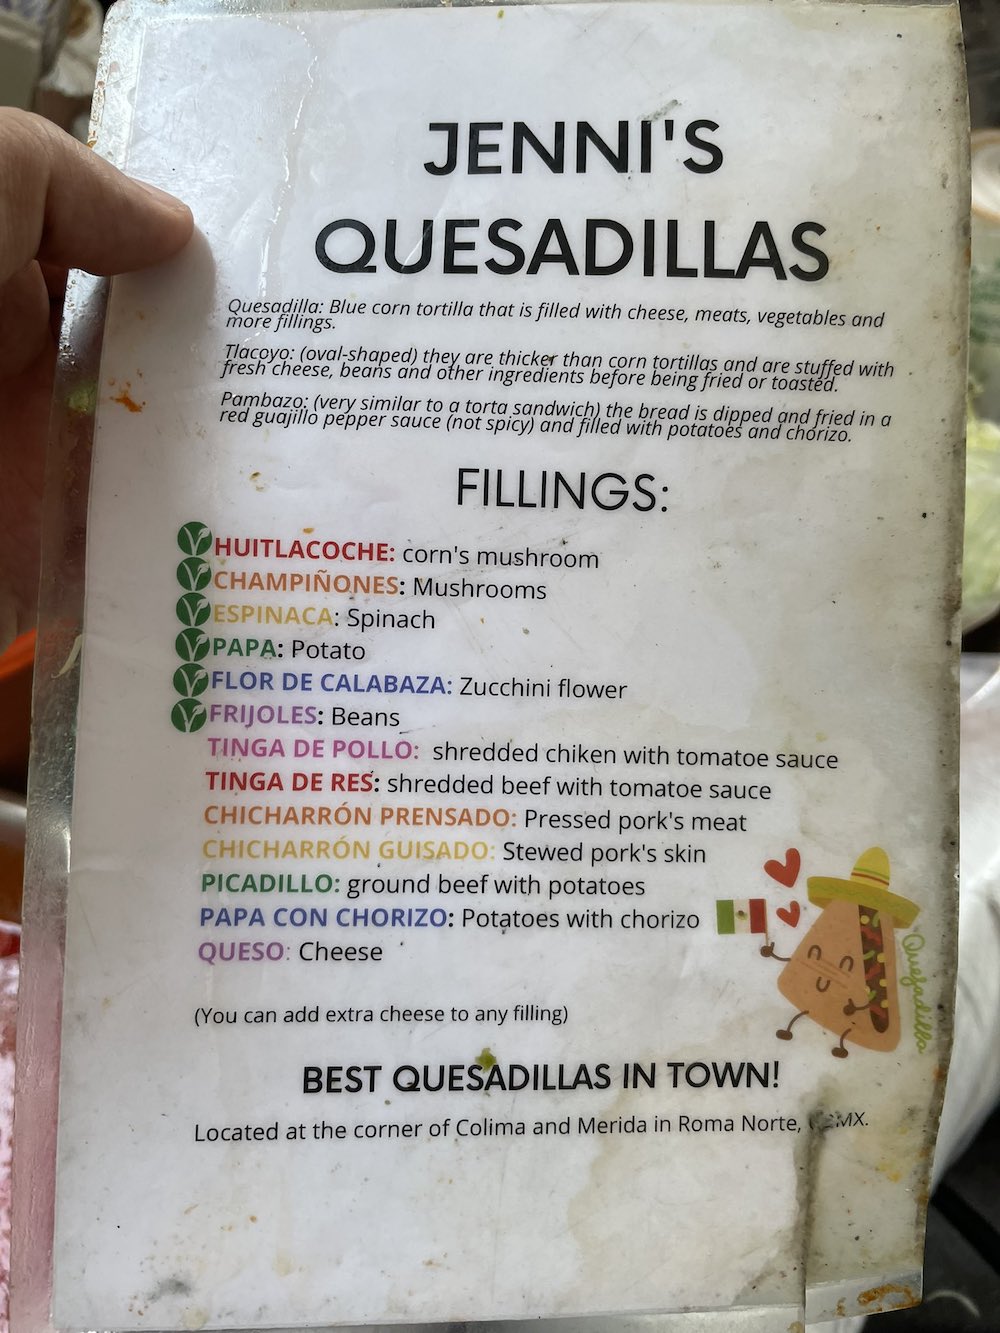 JENNI'S
QUESADILLAS
Quesadilla: Blue corn tortilla that is filled with cheese, meats, vegetables and
more fillings.
Tlacoyo: (oval-shaped) they are thicker than corn tortillas and are stuffed with
fresh cheese, beans and other ingredients before being fried or toasted.
Pambazo: (very similar to a torta sandwich) the bread is dipped and fried in a
red guajillo pepper sauce (not spicy) and filled with potatoes and chorizo.
FILLINGS:
HUITLACOCHE: corn's mushroom
CHAMPIÑONES: Mushrooms
ESPINACA: Spinach
PAPA: Potato
FLOR DE CALABAZA: Zucchini flower
FRIJOLES: Beans
TINGA DE POLLO: shredded chiken with tomatoe sauce
TINGA DE RES: shredded beef with tomatoe sauce
CHICHARRÓN PRENSADO: Pressed pork's meat
CHICHARRÓN GUISADO: Stewed pork's skin
PICADILLO: ground beef with potatoes
PAPA CON CHORIZO: Potatoes with chorizo
QUESO: Cheese
Quesadilla
(You can add extra cheese to any filling)
BEST QUESADILLAS IN TOWN!
Located at the corner of Colima and Merida in Roma Norte,